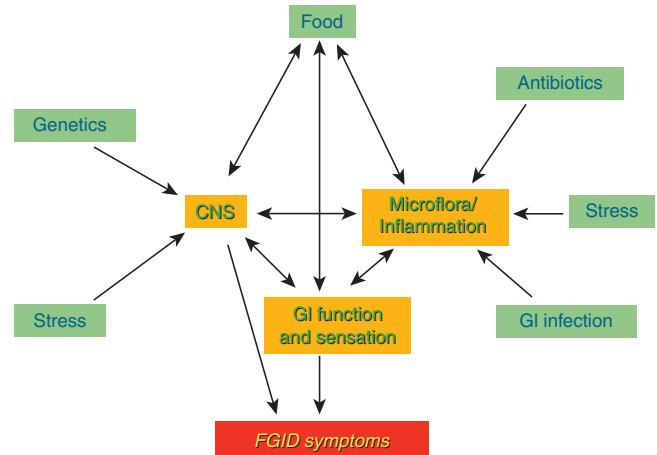 Food
Antibiotics
Genetics
CNS
Microflora/
Inflammation
Stress
Stress
GI function
and sensation
GI infection
FGID symptoms